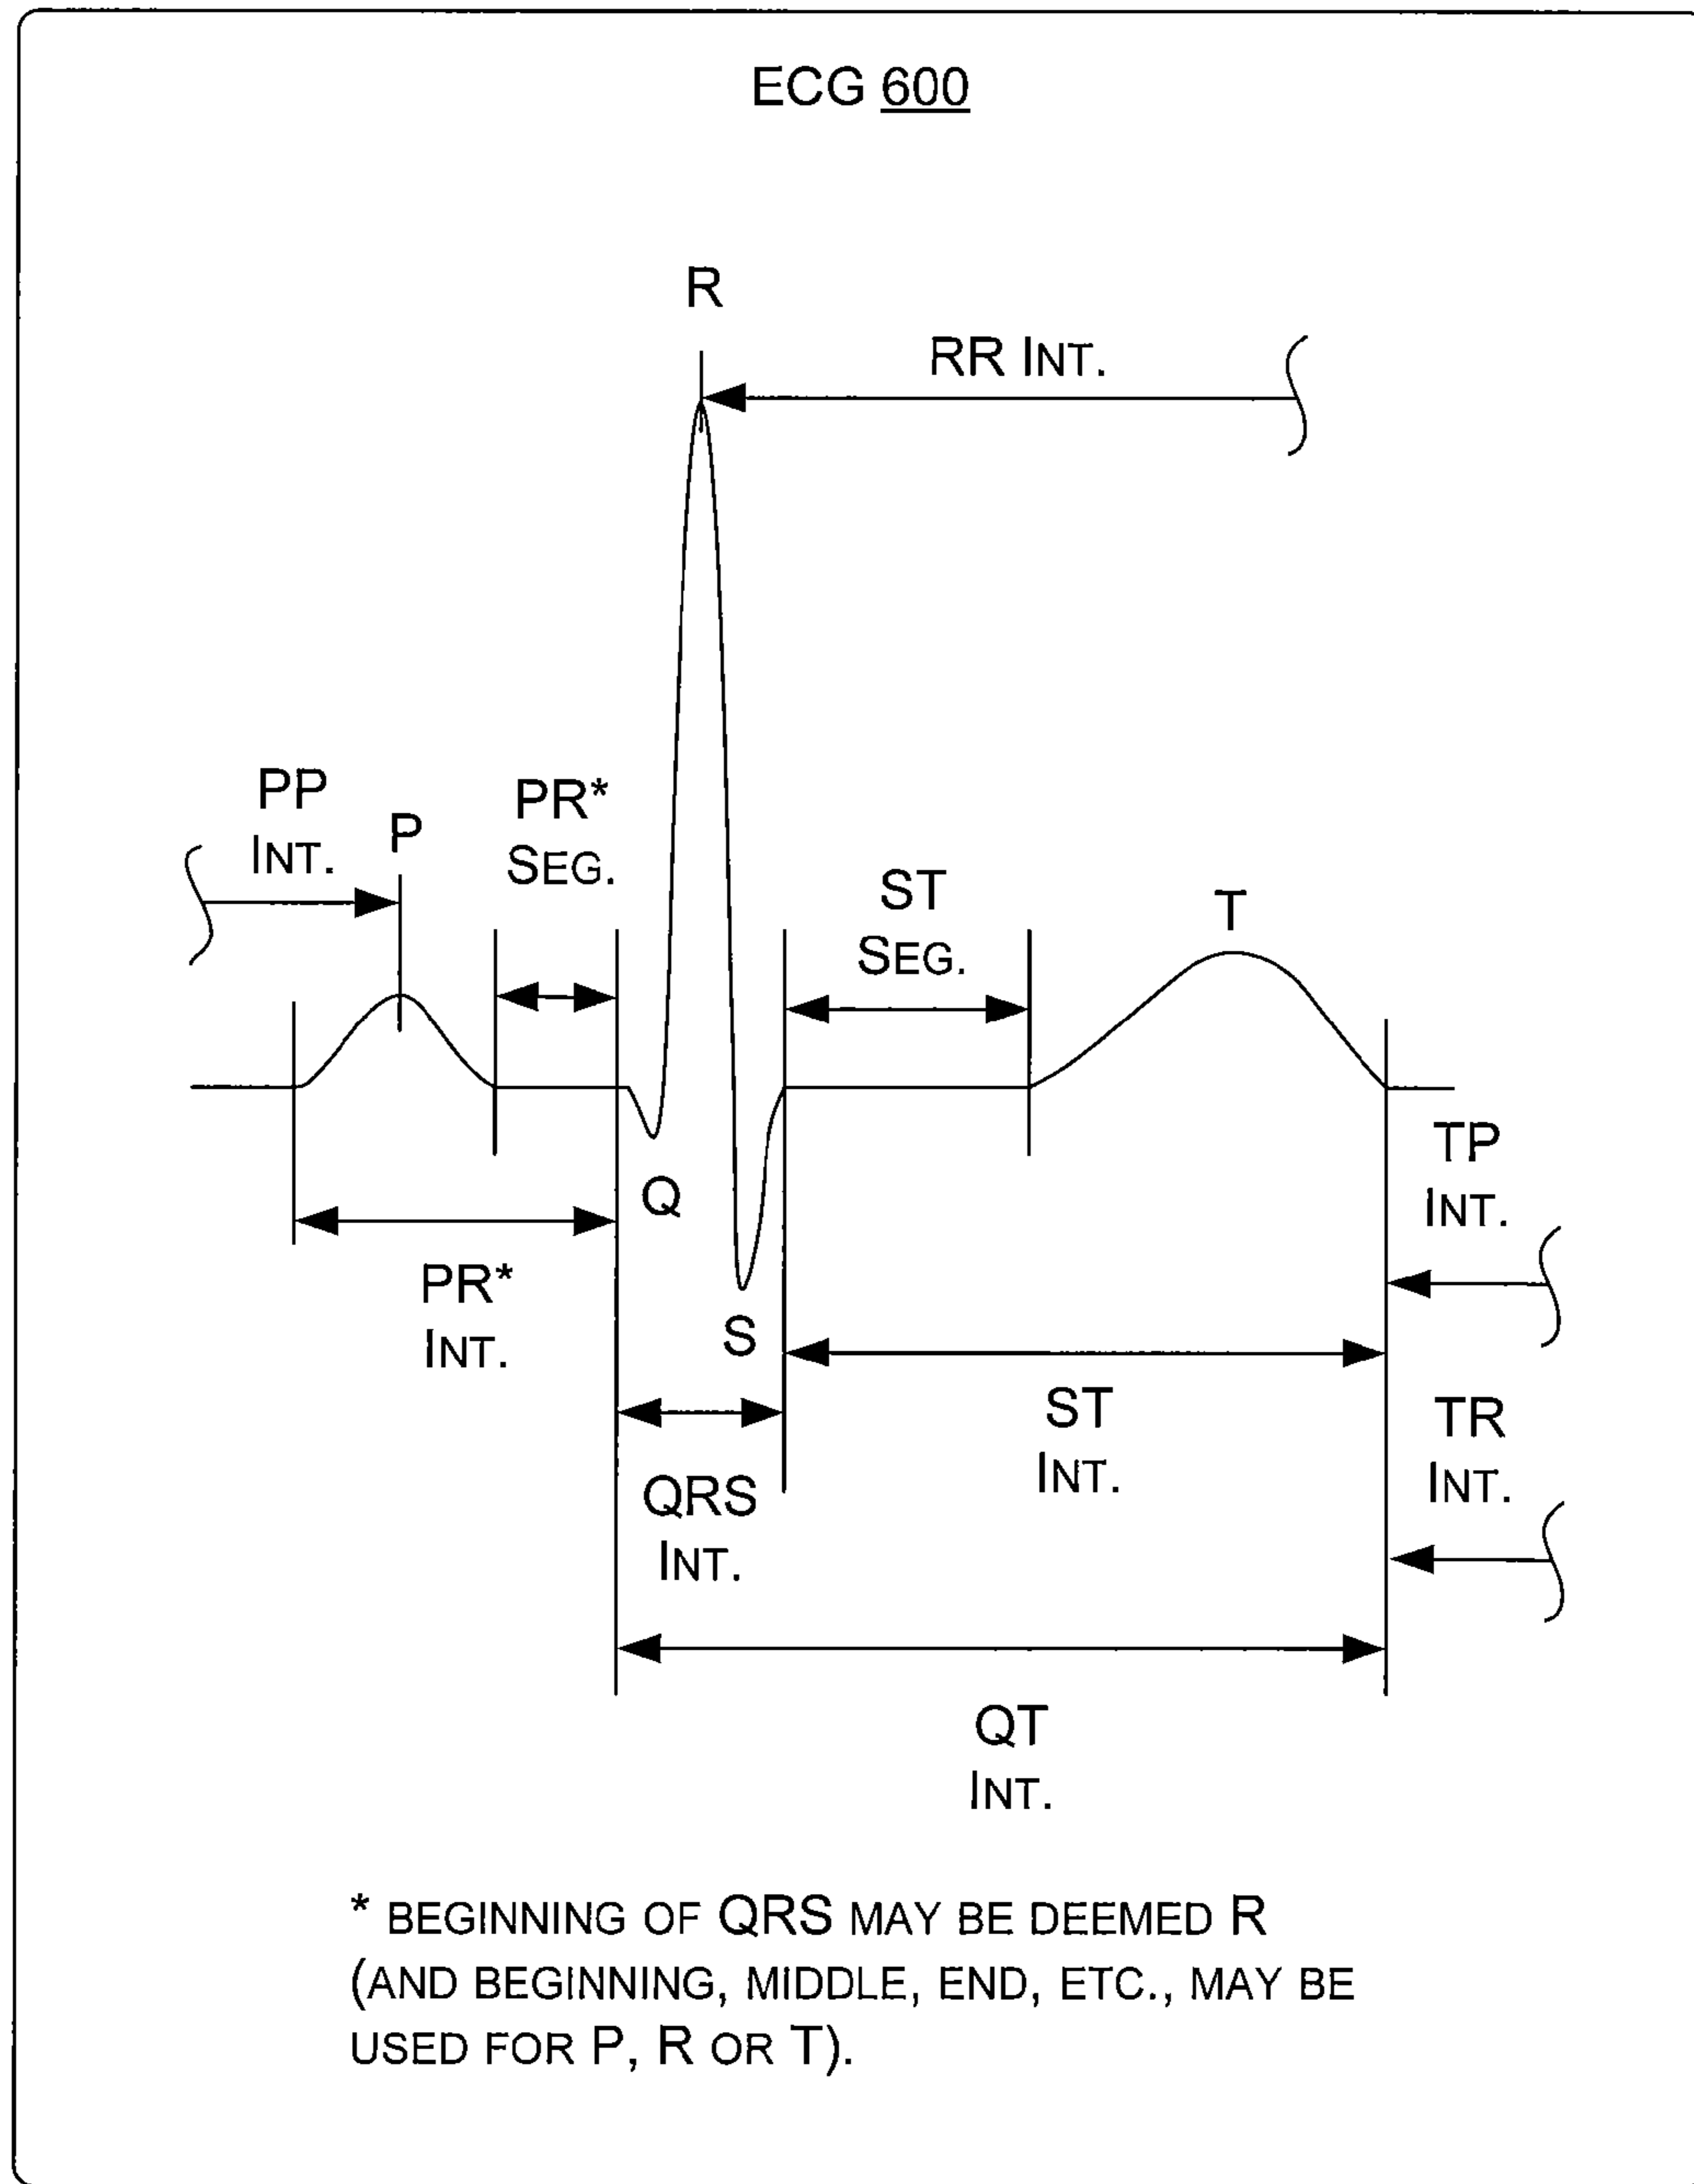 ECG 600
R
RR INT.
PP
INT.
P
PR*
SEG.
ST
SEG.
T
Q
TP
INT.
PR*
INT.
S
ST
INT.
TR
INT.
QRS
INT.
QT
INT.
* BEGINNING OF QRS MAY BE DEEMED R
(AND BEGINNING, MIDDLE, END, ETC., MAY BE
USED FOR P, R OR T).